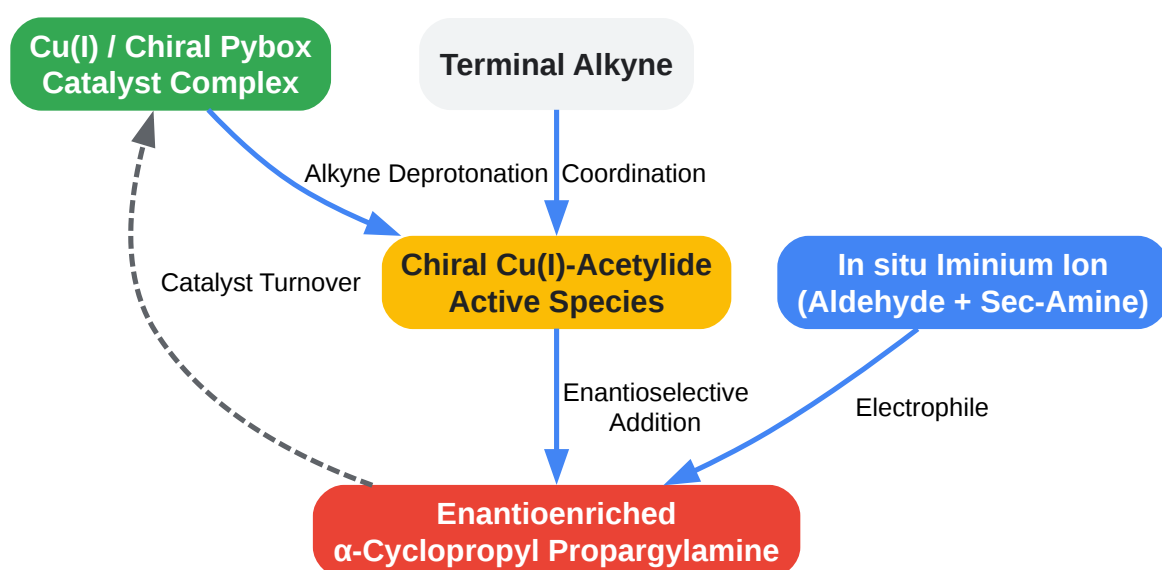 Cu(I) / Chiral Pybox
Catalyst Complex
Terminal Alkyne
Alkyne Deprotonation
Coordination
Chiral Cu(I)-Acetylide
Active Species
In situ Iminium Ion
(Aldehyde + Sec-Amine)
Catalyst Turnover
Enantioselective
Addition
Electrophile
Enantioenriched
α-Cyclopropyl Propargylamine